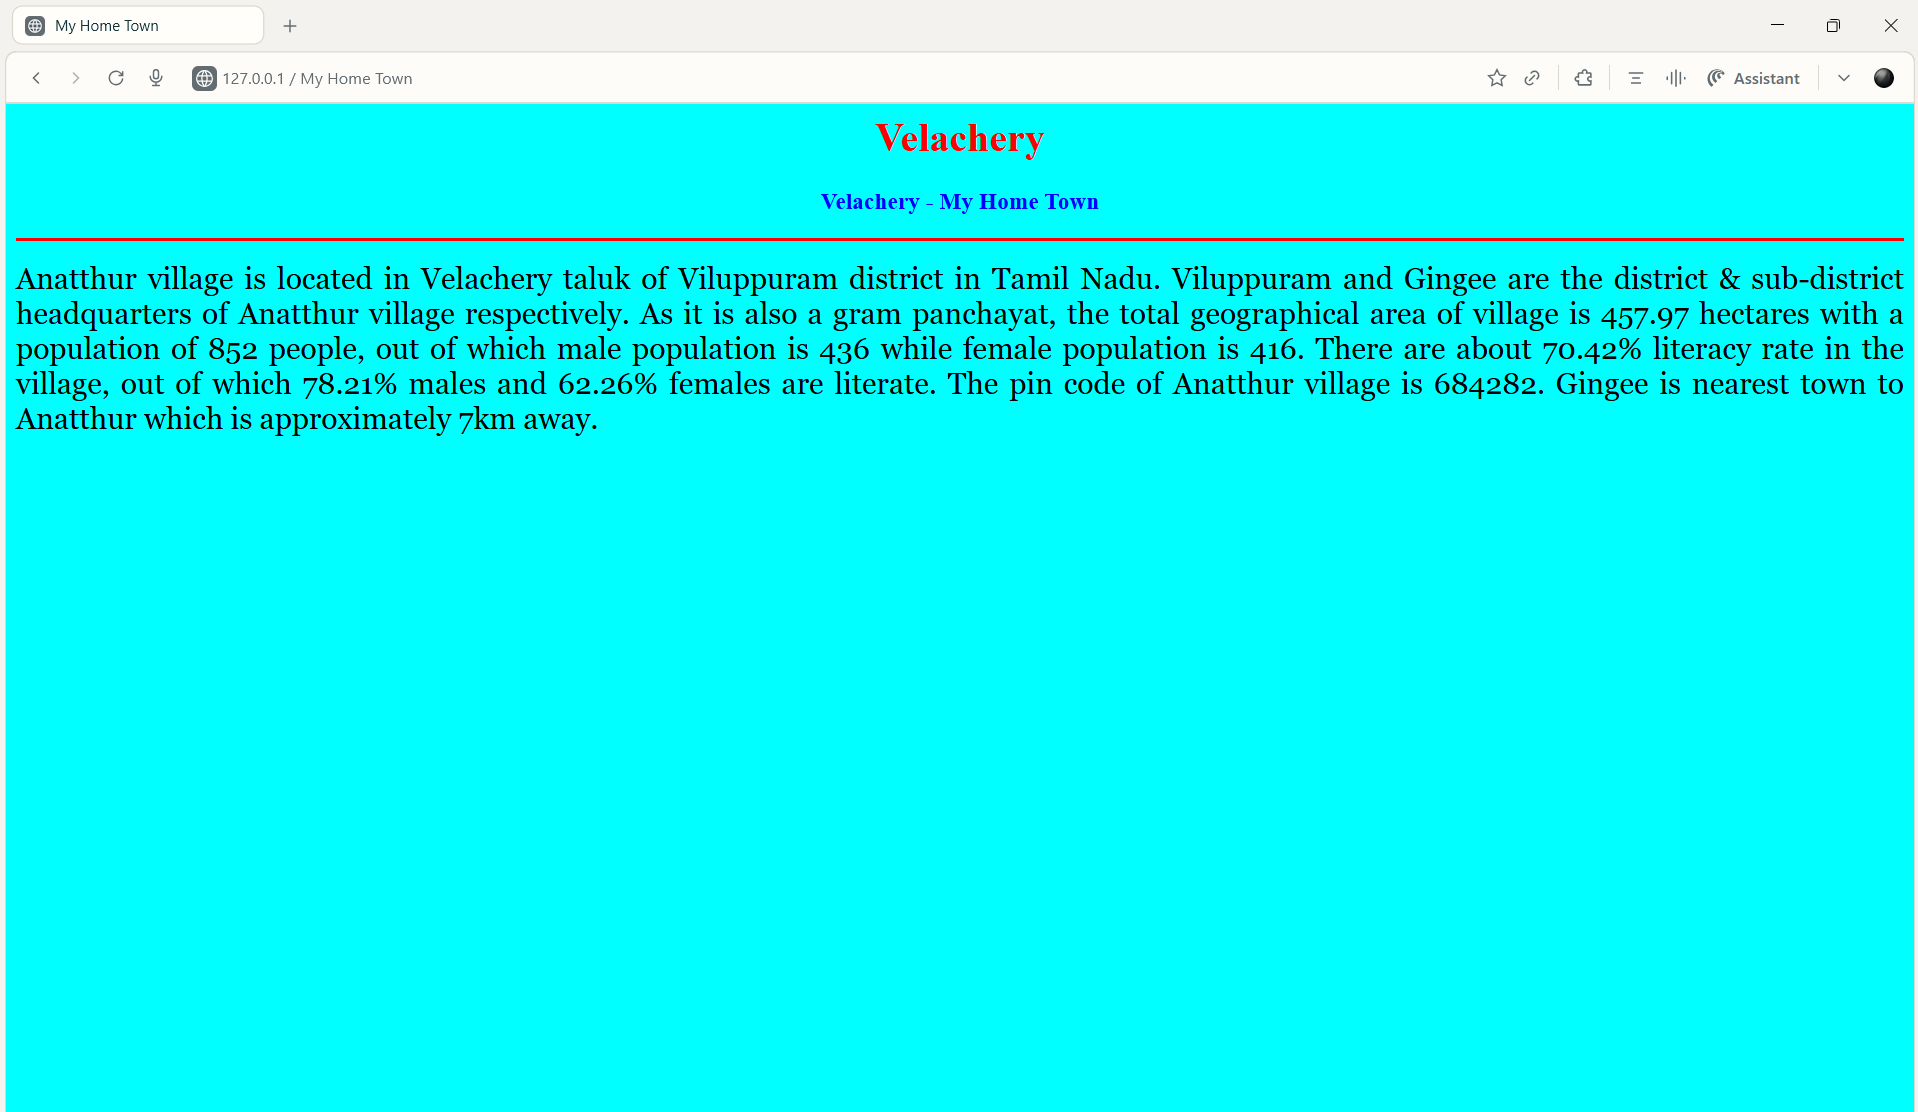 My Home Town
127.0.0.1 / My Home Town
Assistant
Velachery
Velachery - My Home Town
Anatthur village is located in Velachery taluk of Viluppuram district in Tamil Nadu. Viluppuram and Gingee are the district & sub-district
headquarters of Anatthur village respectively. As it is also a gram panchayat, the total geographical area of village is 457.97 hectares with a
population of 852 people, out of which male population is 436 while female population is 416. There are about 70.42% literacy rate in the
village, out of which 78.21% males and 62.26% females are literate. The pin code of Anatthur village is 684282. Gingee is nearest town to
Anatthur which is approximately 7km away.